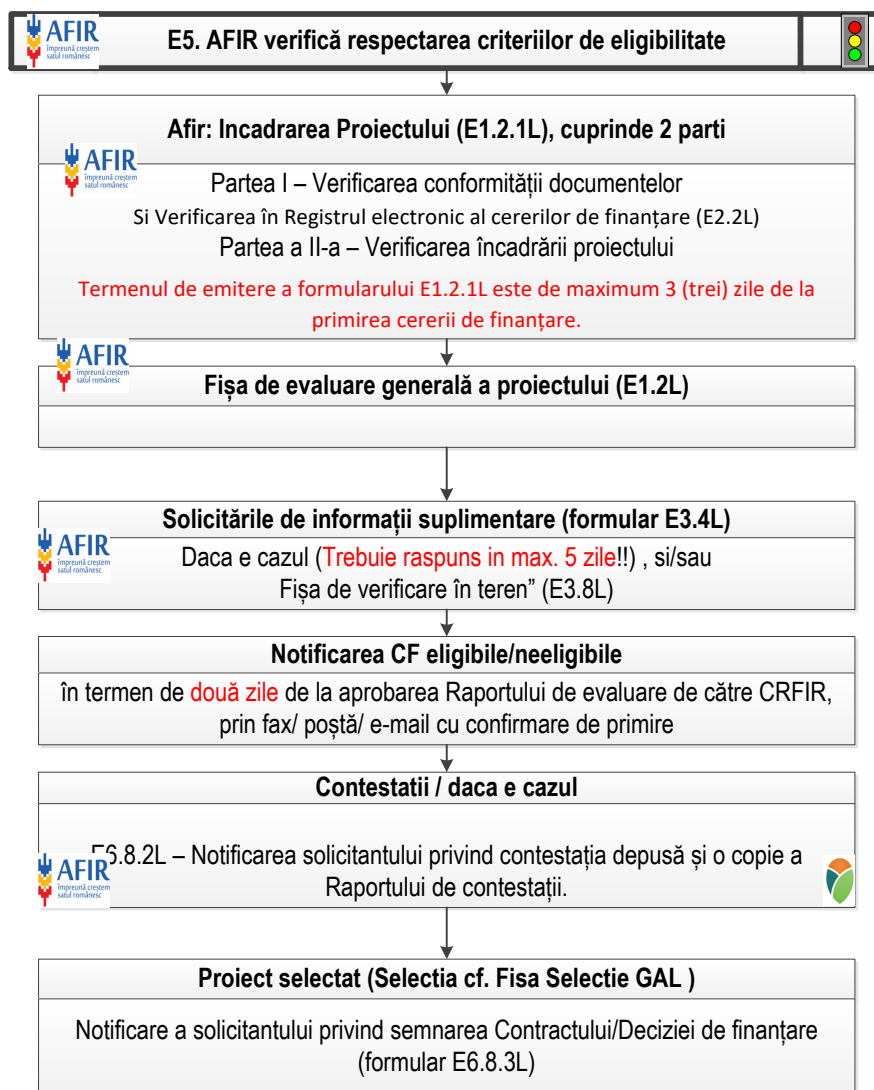 AFIR
împreună creștem
satul românesc
E5. AFIR verifică respectarea criteriilor de eligibilitate
Afir: Incadrarea Proiectului (E1.2.1L), cuprinde 2 parti
AFIR
împreună creștem
satul românesc
Partea I – Verificarea conformității documentelor
Si Verificarea în Registrul electronic al cererilor de finanțare (E2.2L)
Partea a II-a – Verificarea încadrării proiectului
Termenul de emitere a formularului E1.2.1L este de maximum 3 (trei) zile de la
primirea cererii de finanțare.
AFIR
împreună creștem
satul românesc
Fișa de evaluare generală a proiectului (E1.2L)
Solicitările de informații suplimentare (formular E3.4L)
AFIR
împreună creștem
satul românesc
Daca e cazul (Trebuie raspuns in max. 5 zile!!) , si/sau
Fișa de verificare în teren” (E3.8L)
Notificarea CF eligibile/neeligibile
în termen de două zile de la aprobarea Raportului de evaluare de către CRFIR,
prin fax/ poștă/ e-mail cu confirmare de primire
Contestatii / daca e cazul
E6.8.2L – Notificarea solicitantului privind contestația depusă și o copie a
Raportului de contestații.
AFIR
împreună creștem
satul românesc
Proiect selectat (Selectia cf. Fisa Selectie GAL )
Notificare a solicitantului privind semnarea Contractului/Deciziei de finanțare
(formular E6.8.3L)